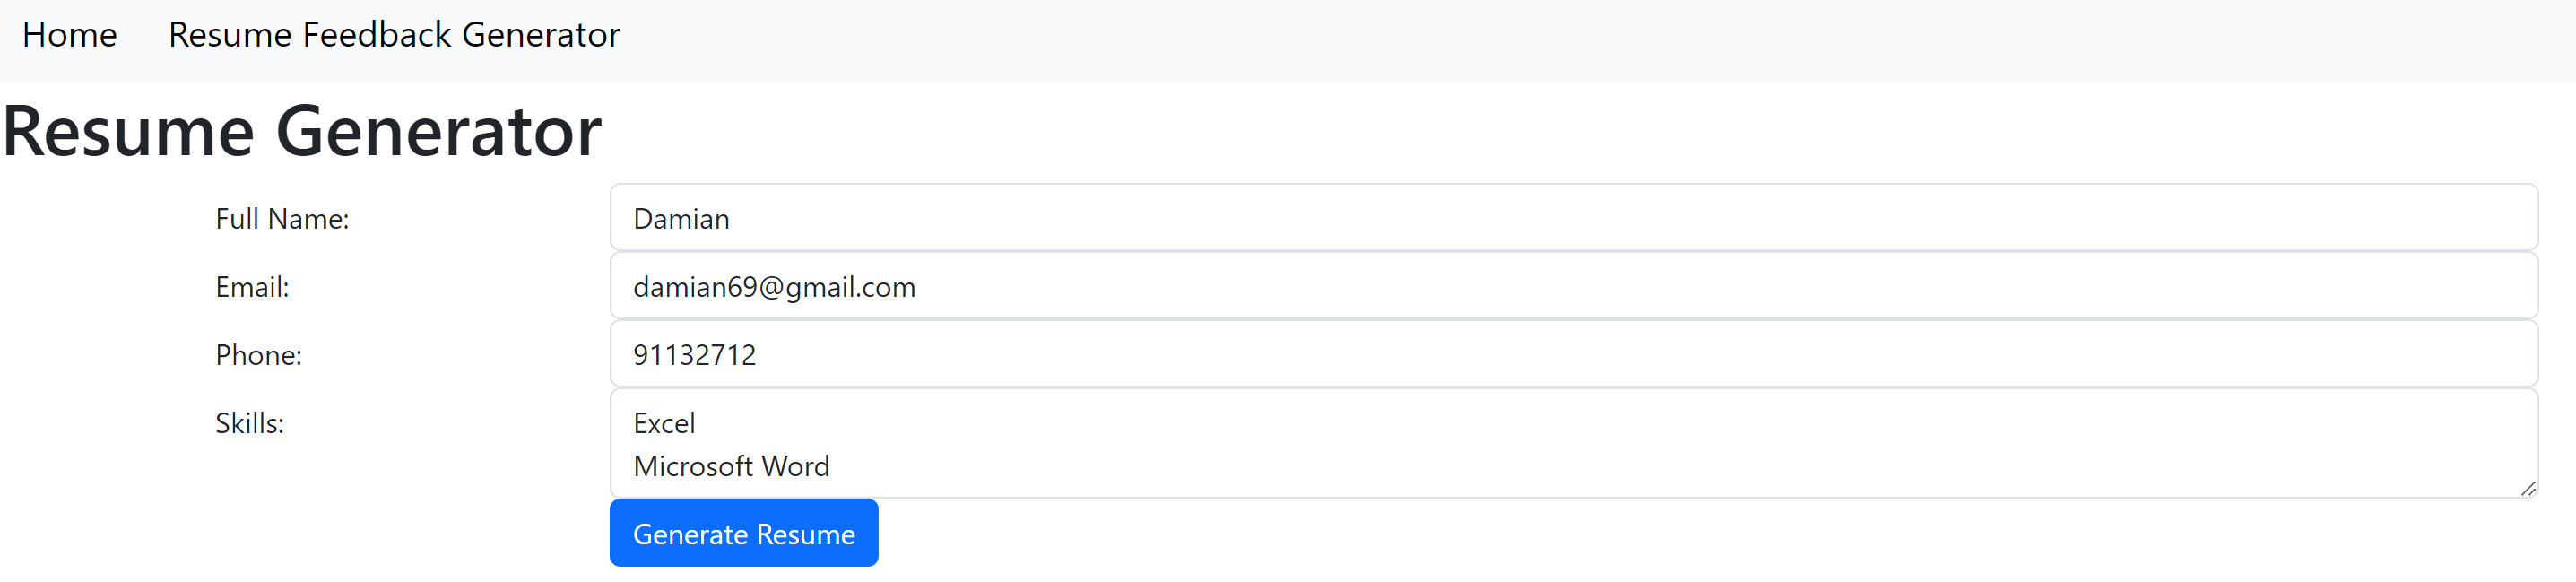 Home Resume Feedback Generator
Resume Generator
Full Name: Damian
Email: damian69@gmail.com
Phone: 91132712
Skills: Excel
Microsoft Word
Generate Resume